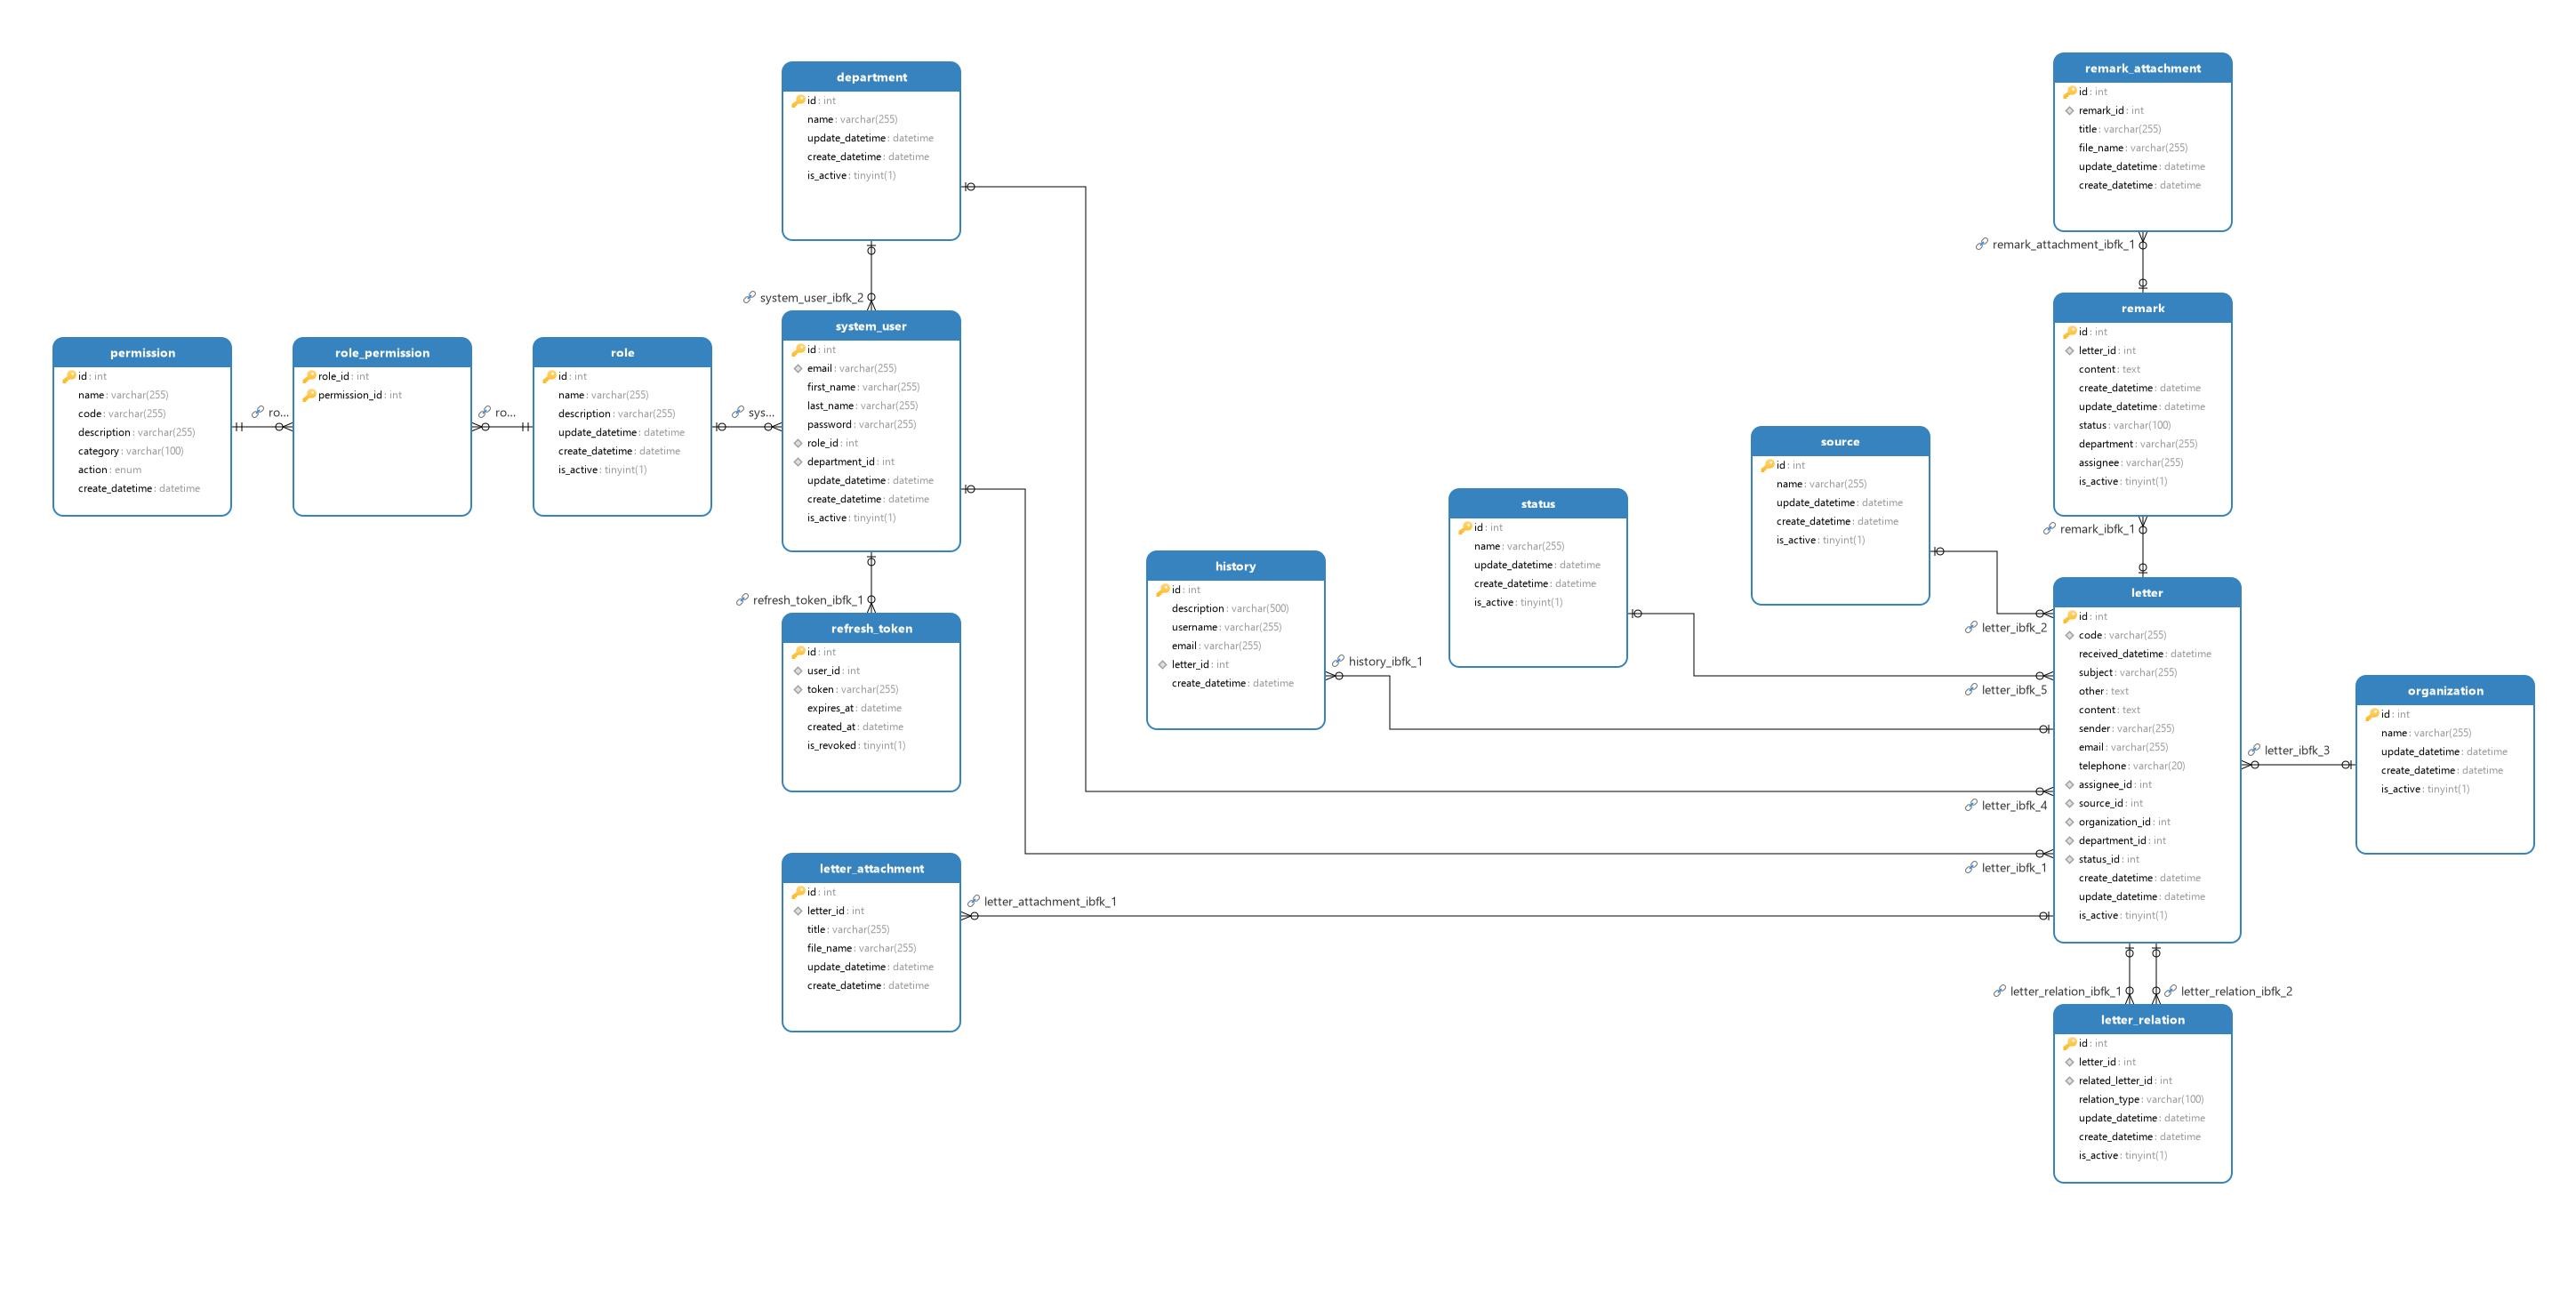 department
id : int
name : varchar(255)
update_datetime : datetime
create_datetime : datetime
is_active : tinyint(1)
system_user_ibfk_2
permission
id : int
name : varchar(255)
code : varchar(255)
description : varchar(255)
category : varchar(100)
action : enum
create_datetime : datetime
ro...
role_permission
role_id : int
permission_id : int
ro...
role
id : int
name : varchar(255)
description : varchar(255)
update_datetime : datetime
create_datetime : datetime
is_active : tinyint(1)
sys...
system_user
id : int
email : varchar(255)
first_name : varchar(255)
last_name : varchar(255)
password : varchar(255)
role_id : int
department_id : int
update_datetime : datetime
create_datetime : datetime
is_active : tinyint(1)
refresh_token_ibfk_1
refresh_token
id : int
user_id : int
token : varchar(255)
expires_at : datetime
created_at : datetime
is_revoked : tinyint(1)
letter_attachment
id : int
letter_id : int
title : varchar(255)
file_name : varchar(255)
update_datetime : datetime
create_datetime : datetime
letter_attachment_ibfk_1
history
id : int
description : varchar(500)
username : varchar(255)
email : varchar(255)
letter_id : int
create_datetime : datetime
history_ibfk_1
status
id : int
name : varchar(255)
update_datetime : datetime
create_datetime : datetime
is_active : tinyint(1)
source
id : int
name : varchar(255)
update_datetime : datetime
create_datetime : datetime
is_active : tinyint(1)
remark_attachment
id : int
remark_id : int
title : varchar(255)
file_name : varchar(255)
update_datetime : datetime
create_datetime : datetime
remark_attachment_ibfk_1
remark
id : int
letter_id : int
content : text
create_datetime : datetime
update_datetime : datetime
status : varchar(100)
department : varchar(255)
assignee : varchar(255)
is_active : tinyint(1)
remark_ibfk_1
letter_ibfk_2
letter_ibfk_5
letter_ibfk_4
letter_ibfk_1
letter
id : int
code : varchar(255)
received_datetime : datetime
subject : varchar(255)
other : text
content : text
sender : varchar(255)
email : varchar(255)
telephone : varchar(20)
assignee_id : int
source_id : int
organization_id : int
department_id : int
status_id : int
create_datetime : datetime
update_datetime : datetime
is_active : tinyint(1)
letter_ibfk_3
organization
id : int
name : varchar(255)
update_datetime : datetime
create_datetime : datetime
is_active : tinyint(1)
letter_relation_ibfk_1
letter_relation_ibfk_2
letter_relation
id : int
letter_id : int
related_letter_id : int
relation_type : varchar(100)
update_datetime : datetime
create_datetime : datetime
is_active : tinyint(1)